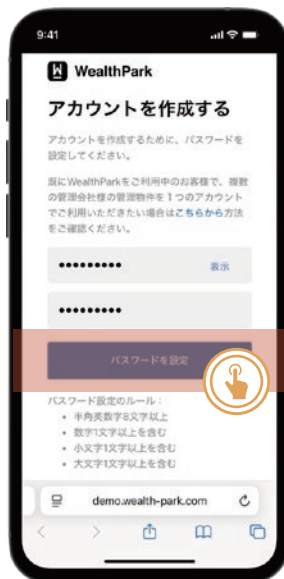 9:41
WealthPark
アカウントを作成する
アカウントを作成するために、パスワードを
設定してください。
既にWealthParkをご利用中のお客様で、複数
の管理会社様の管理物件を１つのアカウント
でご利用いただきたい場合はこちらから方法
をご確認ください。
●●●●●●●●● 表示
●●●●●●●●●
パスワードを設定
パスワード設定のルール：
• 半角英数字8文字以上
• 数字1文字以上を含む
• 小文字1文字以上を含む
• 大文字1文字以上を含む
demo.wealth-park.com